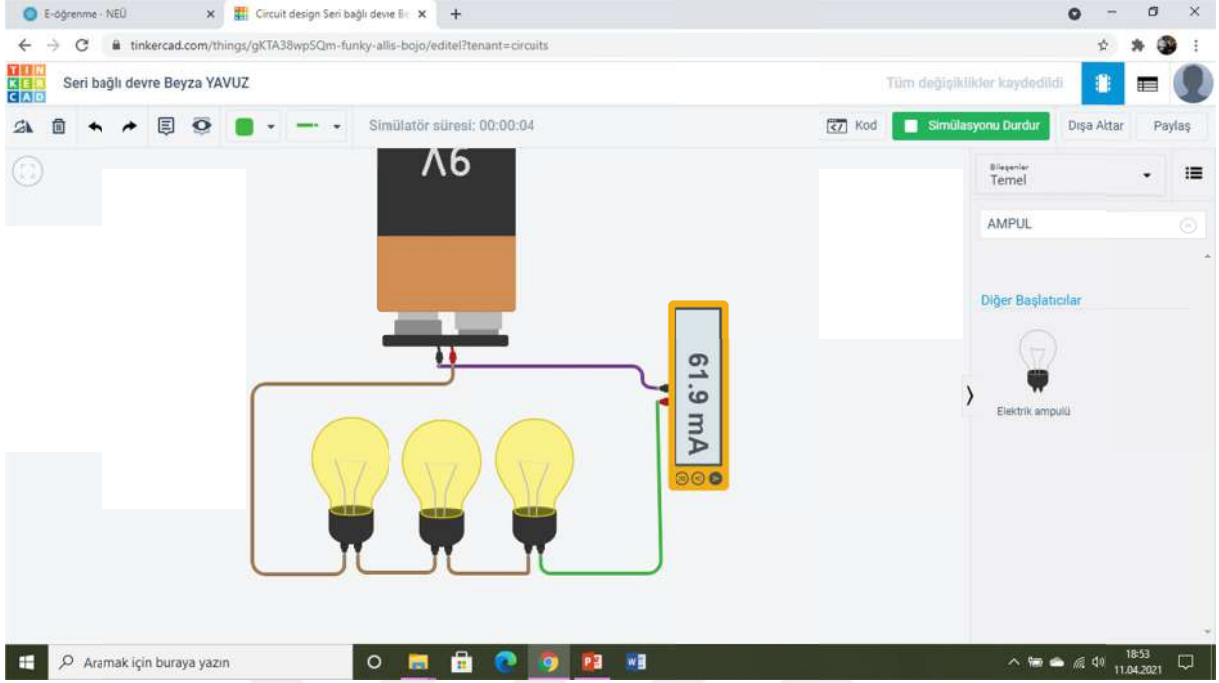 E-öğrenme - NEÜ
Circuit design Seri bağlı devre Be
tinkercad.com/things/gKTA38wpSQm-funky-allis-bojo/editel?tenant=circuits
TIN
KER
CAD
Seri bağlı devre Beyza YAVUZ
Tüm değişiklikler kaydedildi
Simülatör süresi: 00:00:04
Kod
Simülasyonu Durdur
Dışa Aktar
Paylaş
9V
Bileşenler
Temel
AMPUL
Diğer Başlatıcılar
Elektrik ampulü
61.9 mA
Aramak için buraya yazın
18:53
11.04.2021